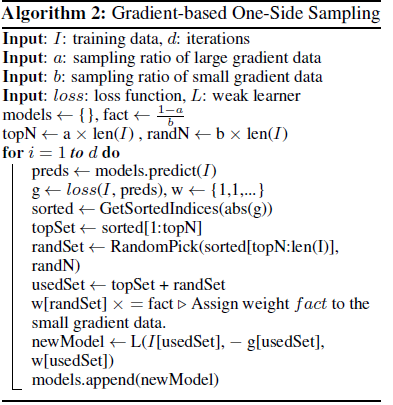 Algorithm 2: Gradient-based One-Side Sampling
Input: I: training data, d: iterations
Input: a: sampling ratio of large gradient data
Input: b: sampling ratio of small gradient data
Input: loss: loss function, L: weak learner
models ← {}, fact ← (1−a)/b
topN ← a × len(I) , randN ← b × len(I)
for i = 1 to d do
preds ← models.predict(I)
g ← loss(I, preds), w ← {1,1,...}
sorted ← GetSortedIndices(abs(g))
topSet ← sorted[1:topN]
randSet ← RandomPick(sorted[topN:len(I)],
randN)
usedSet ← topSet + randSet
w[randSet] × = fact ▷ Assign weight fact to the
small gradient data.
newModel ← L(I[usedSet], − g[usedSet],
w[usedSet])
models.append(newModel)